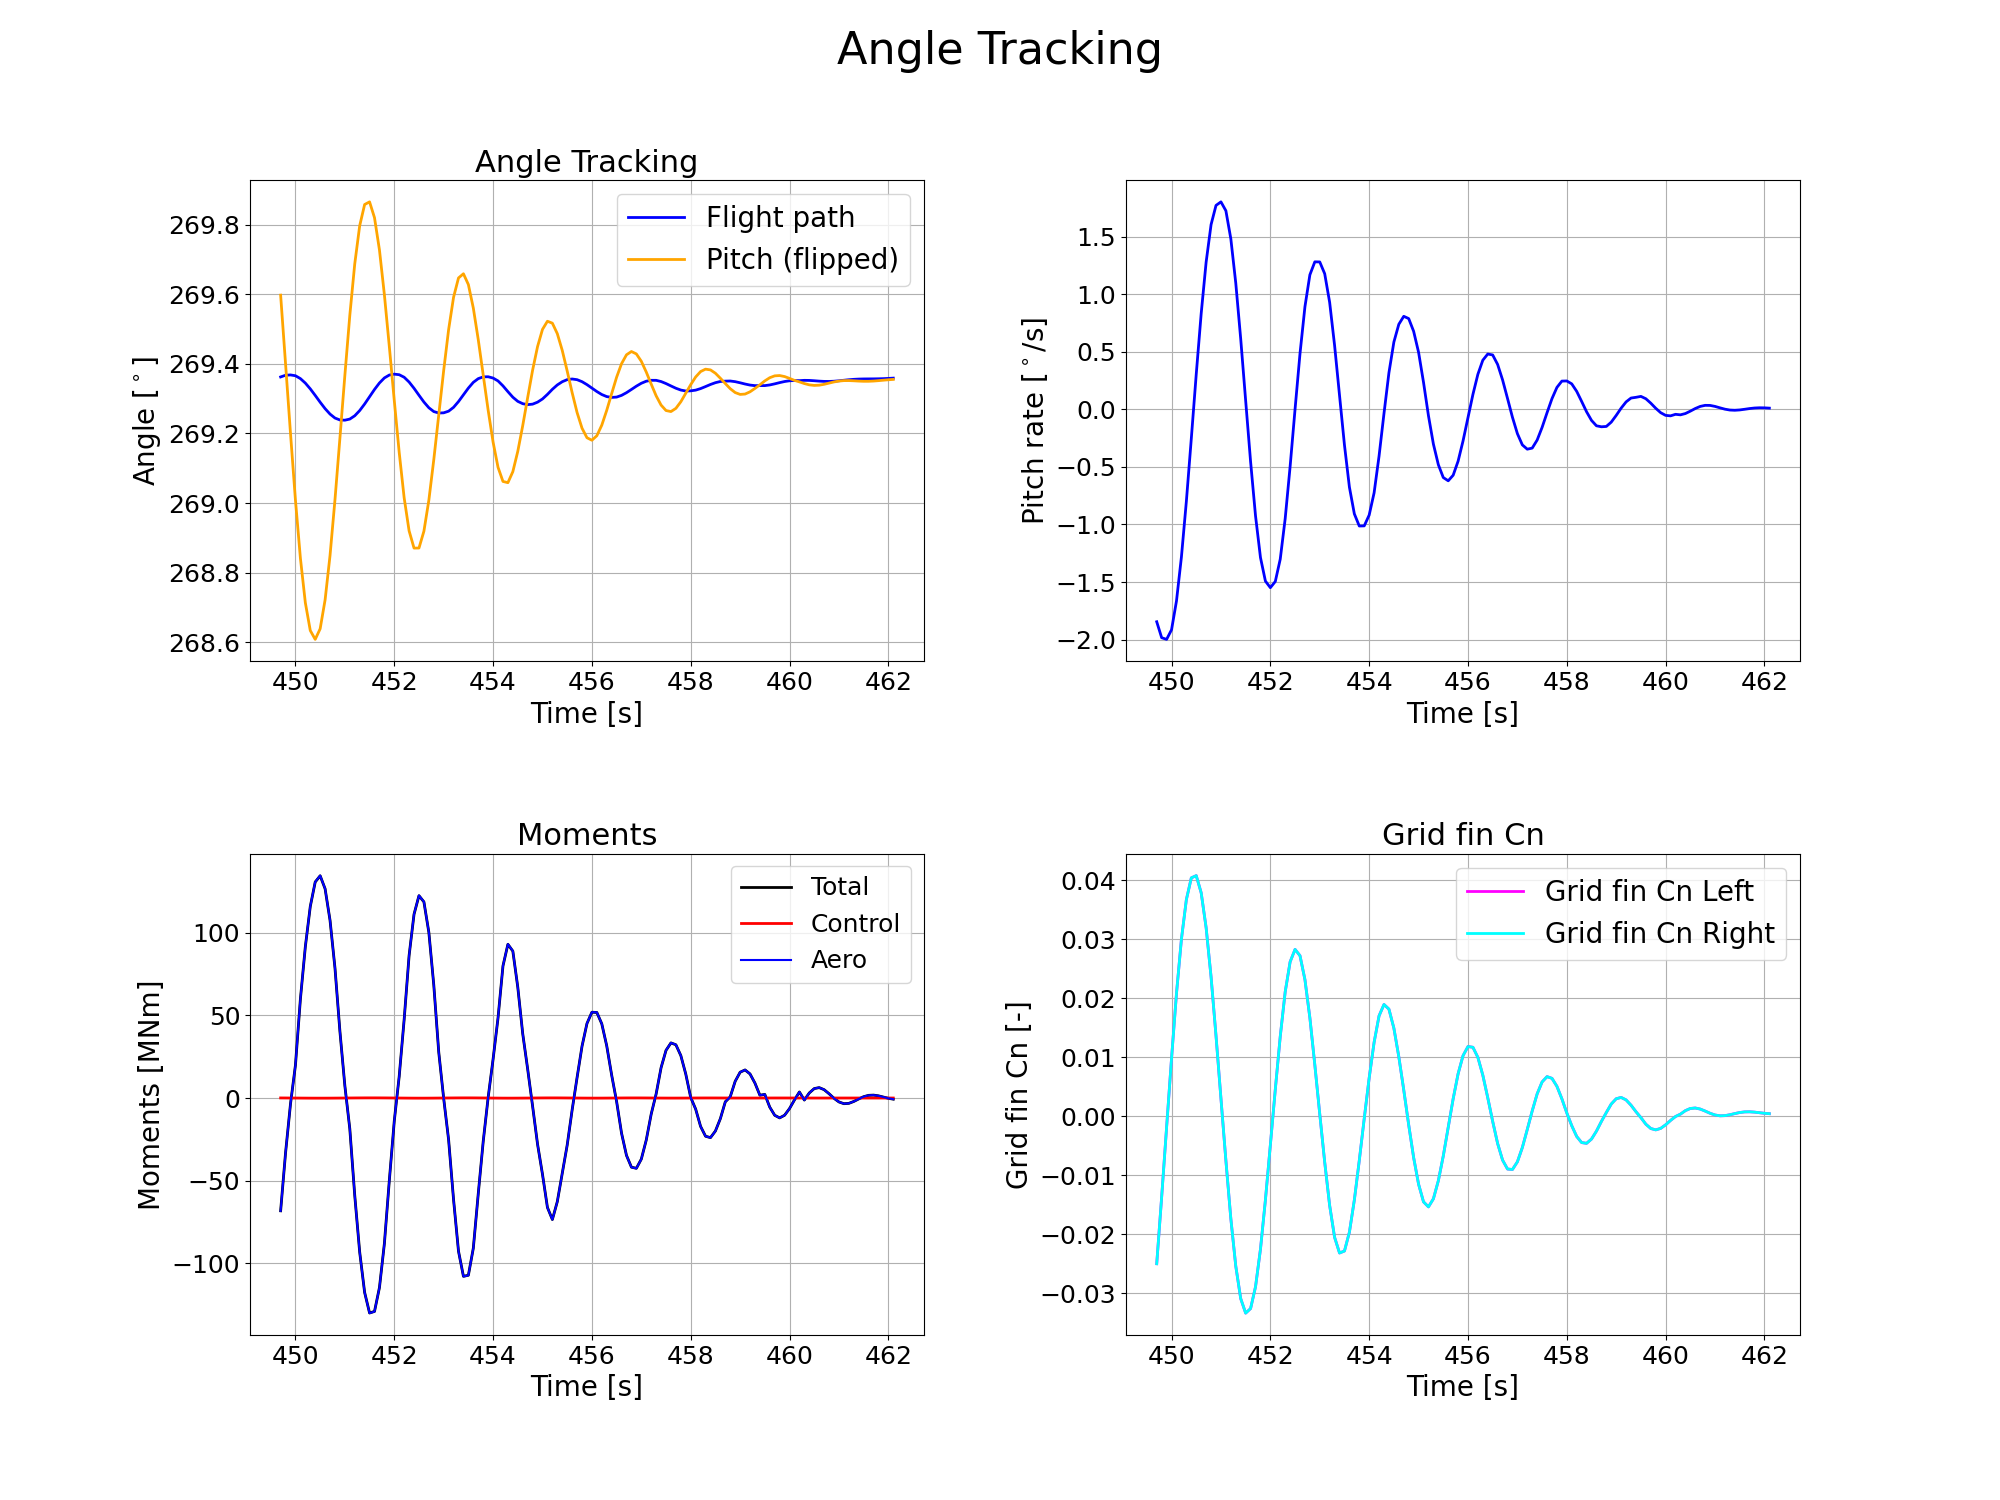 Angle Tracking
Angle Tracking
Flight path
Pitch (flipped)
Angle [°]
269.8
269.6
269.4
269.2
269.0
268.8
268.6
450 452 454 456 458 460 462
Time [s]
Pitch rate [°/s]
1.5
1.0
0.5
0.0
−0.5
−1.0
−1.5
−2.0
450 452 454 456 458 460 462
Time [s]
Moments
Total
Control
Aero
Moments [MNm]
100
50
0
−50
−100
450 452 454 456 458 460 462
Time [s]
Grid fin Cn
Grid fin Cn Left
Grid fin Cn Right
Grid fin Cn [-]
0.04
0.03
0.02
0.01
0.00
−0.01
−0.02
−0.03
450 452 454 456 458 460 462
Time [s]